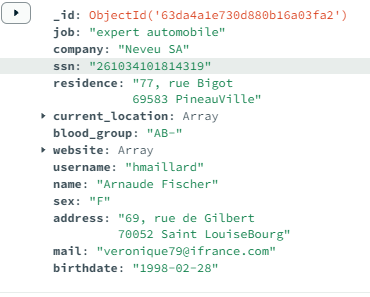 _id: ObjectId('63da4a1e730d880b16a03fa2')
job: "expert automobile"
company: "Neveu SA"
ssn: "261034101814319"
residence: "77, rue Bigot
69583 PineauVille"
current_location: Array
blood_group: "AB-"
website: Array
username: "hmaillard"
name: "Arnaude Fischer"
sex: "F"
address: "69, rue de Gilbert
70052 Saint LouiseBourg"
mail: "veronique79@ifrance.com"
birthdate: "1998-02-28"